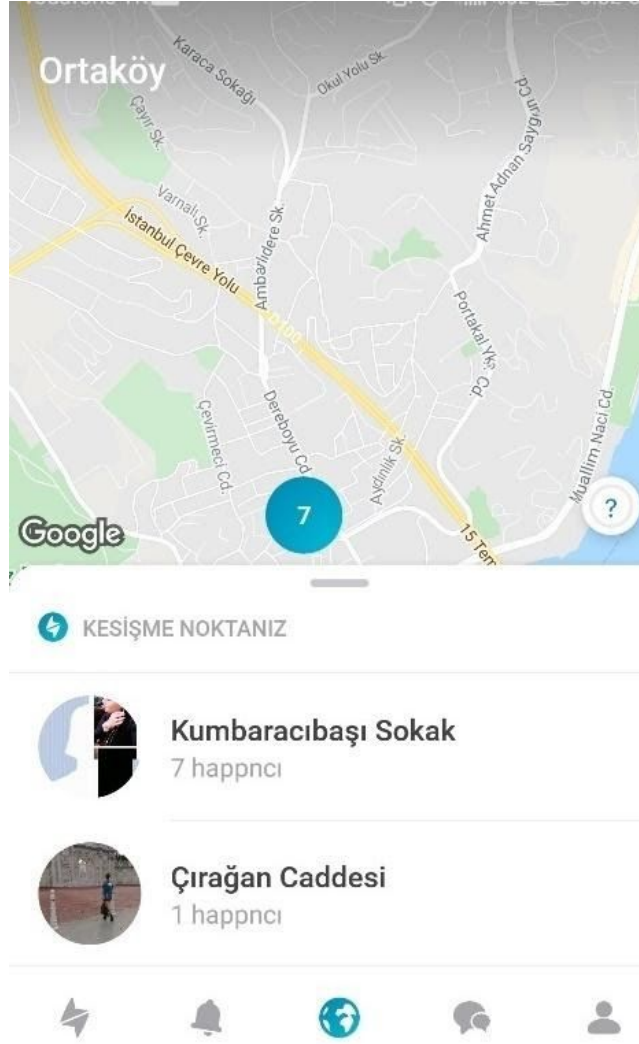 Ortaköy
Karaca Sokağı
Okul Yolu Sk.
Çayır Sk.
Varnalı Sk.
İstanbul Çevre Yolu
Ambarlıdere Sk.
Ahmet Adnan Saygun Cd.
D100
Portakal Yks. Cd.
Çevirmeci Cd.
Dereboyu Cd
Aydınlık Sk.
Muallim Naci Cd.
7
?
Google
15 Tem
KESİŞME NOKTANIZ
Kumbaracıbaşı Sokak
7 happncı
Çırağan Caddesi
1 happncı